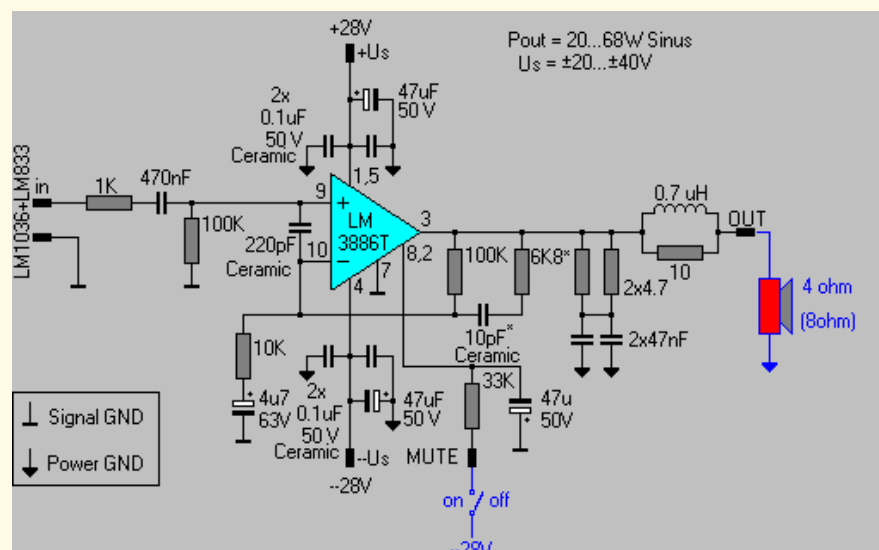 +28V
+Us
Pout = 20...68W Sinus
Us = ±20...±40V
2x
0.1uF
50 V
Ceramic
47uF
50 V
LM1036+LM833
in
1K
470nF
100K
220pF
Ceramic
9
10
1,5
LM
3886T
3
8,2
7
4
100K
6K8*
10pF*
Ceramic
2x4.7
2x47nF
0.7 uH
OUT
10
4 ohm
(8ohm)
10K
4u7
63V
2x
0.1uF
50 V
Ceramic
47uF
50 V
--Us
--28V
33K
47u
50V
MUTE
on
off
--28V
Signal GND
Power GND